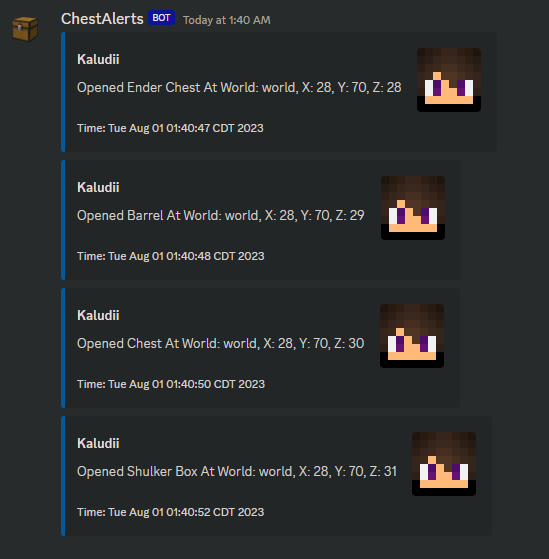 ChestAlerts BOT Today at 1:40 AM
Kaludii
Opened Ender Chest At World: world, X: 28, Y: 70, Z: 28
Time: Tue Aug 01 01:40:47 CDT 2023
Kaludii
Opened Barrel At World: world, X: 28, Y: 70, Z: 29
Time: Tue Aug 01 01:40:48 CDT 2023
Kaludii
Opened Chest At World: world, X: 28, Y: 70, Z: 30
Time: Tue Aug 01 01:40:50 CDT 2023
Kaludii
Opened Shulker Box At World: world, X: 28, Y: 70, Z: 31
Time: Tue Aug 01 01:40:52 CDT 2023